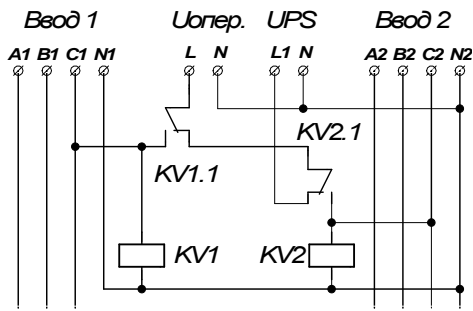 Ввод 1 Uопер. UPS Ввод 2
A1 B1 C1 N1 L N L1 N A2 B2 C2 N2
KV2.1
KV1.1
KV1 KV2